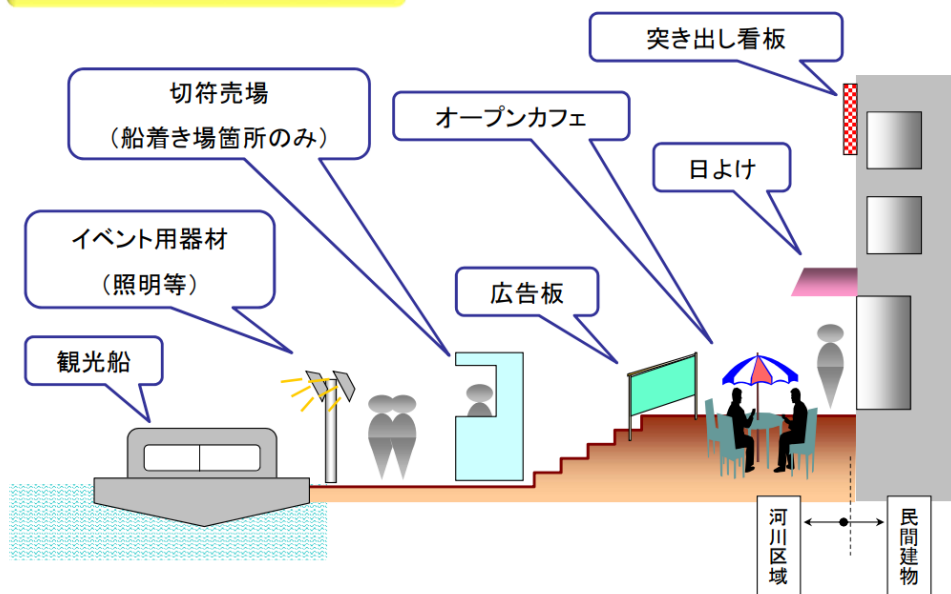 突き出し看板
切符売場
（船着き場箇所のみ）
オープンカフェ
日よけ
イベント用器材
（照明等）
広告板
観光船
河川区域
民間建物